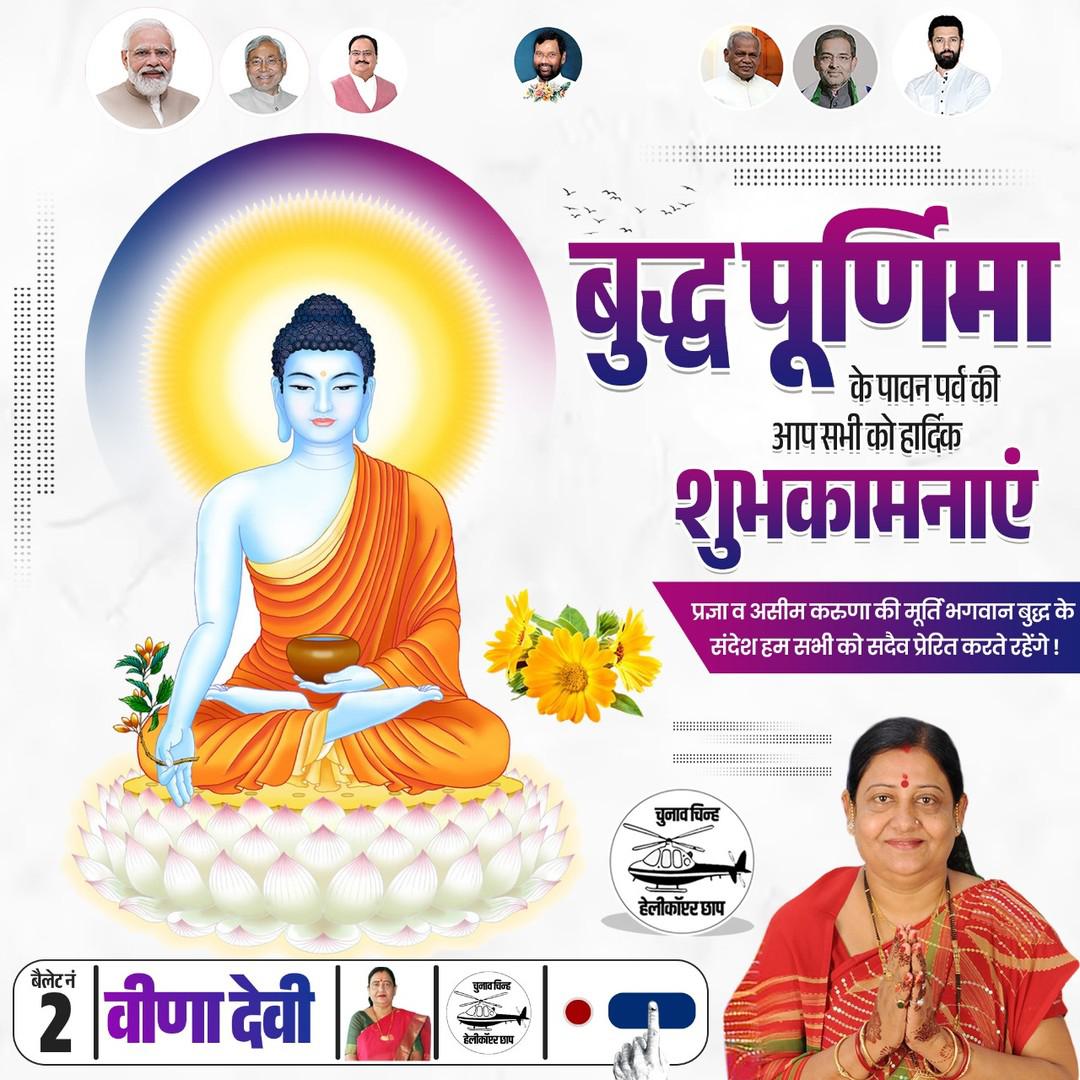 बुद्ध पूर्णिमा
के पावन पर्व की
आप सभी को हार्दिक
शुभकामनाएं
प्रज्ञा व असीम करुणा की मूर्ति भगवान बुद्ध के
संदेश हम सभी को सदैव प्रेरित करते रहेंगे !
चुनाव चिन्ह
हेलीकॉप्टर छाप
बैलेट नं
2
वीणा देवी
चुनाव चिन्ह
हेलीकॉप्टर छाप